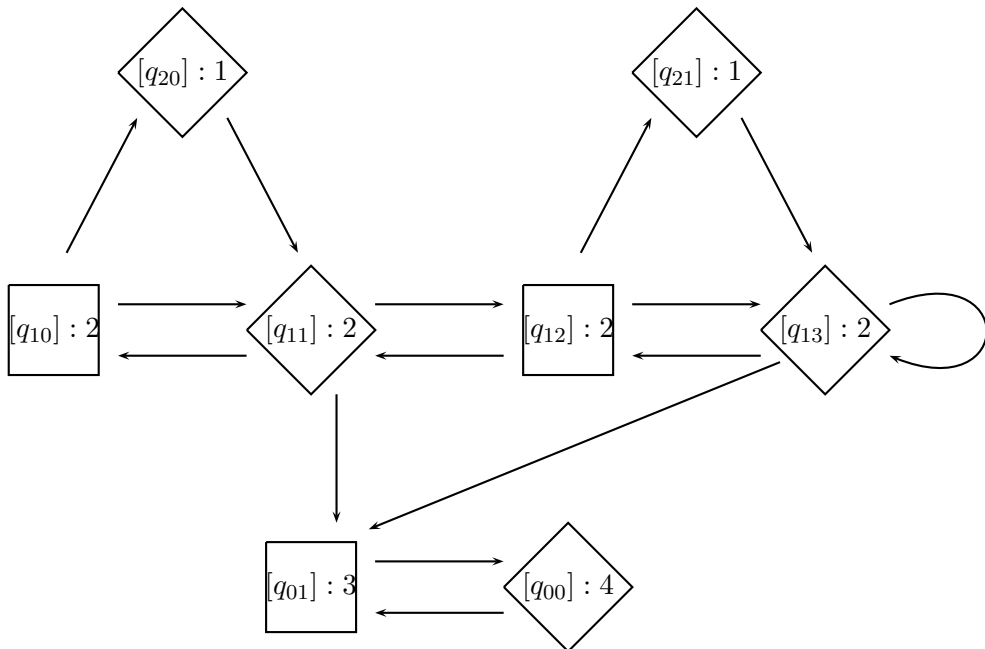 [q₂₀] : 1 [q₂₁] : 1
[q₁₀] : 2 [q₁₁] : 2 [q₁₂] : 2 [q₁₃] : 2
[q₀₁] : 3 [q₀₀] : 4